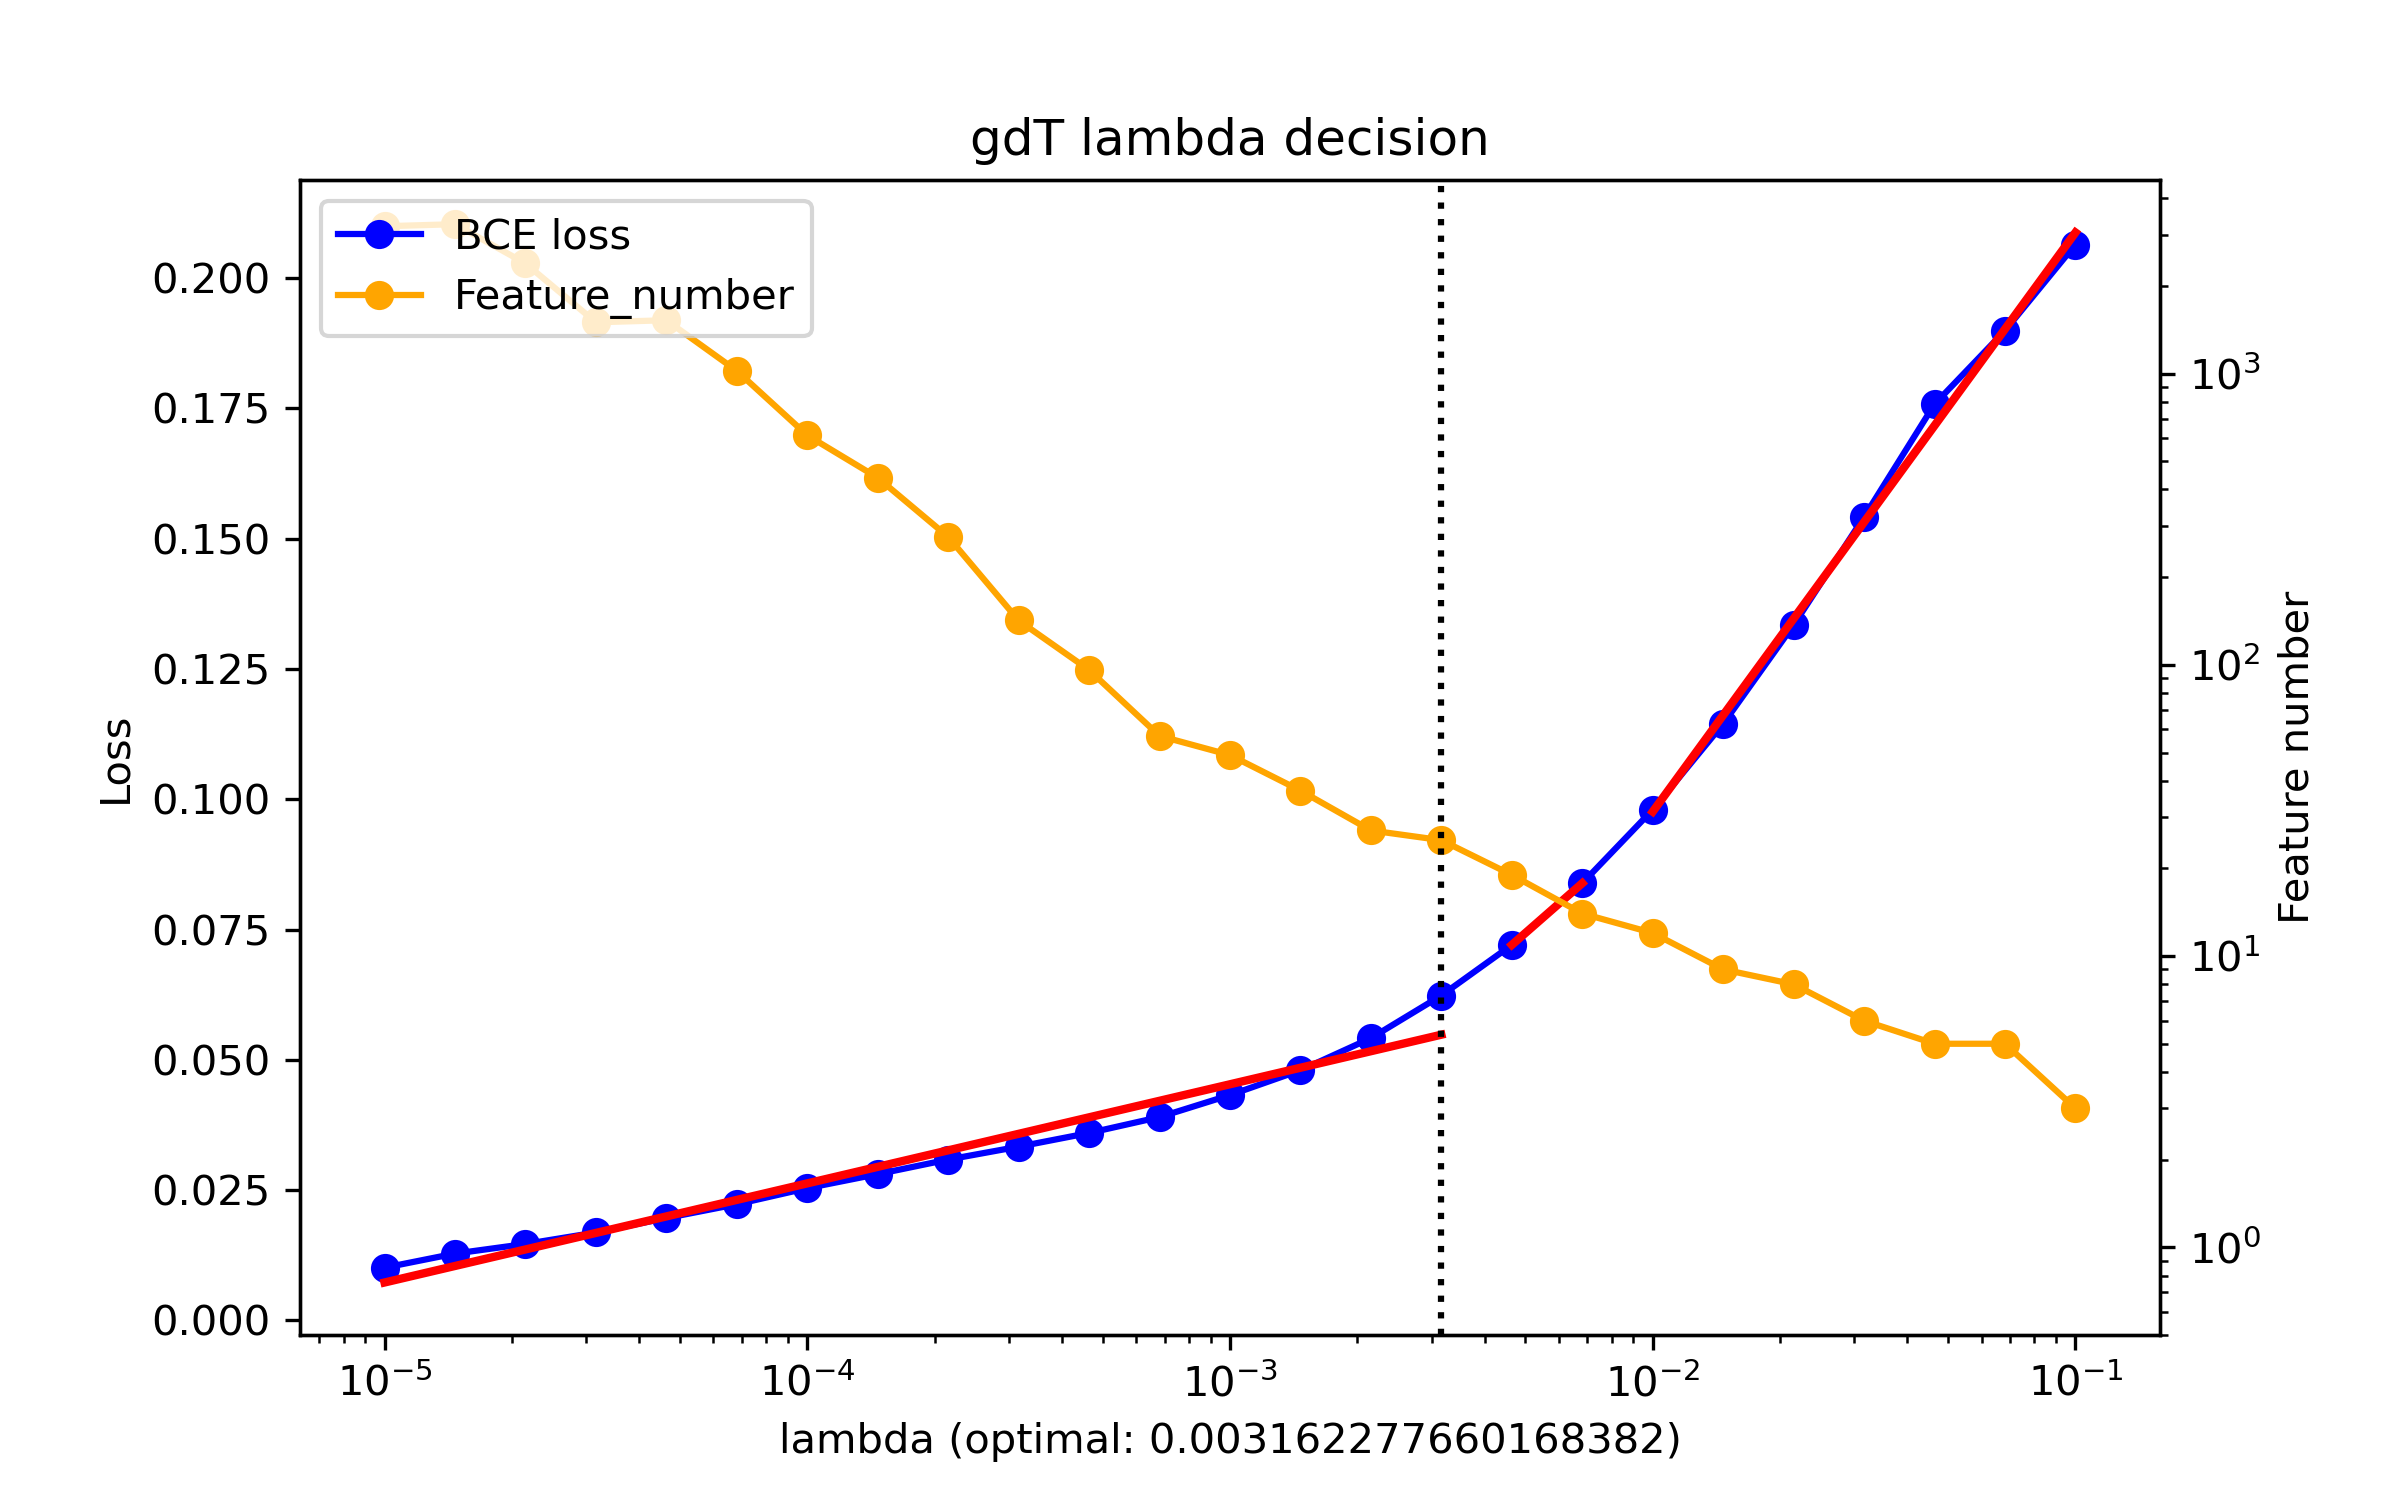 gdT lambda decision
BCE loss
Feature_number
0.200
0.175
0.150
0.125
0.100
0.075
0.050
0.025
0.000
Loss
10³
10²
10¹
10⁰
Feature number
10⁻⁵ 10⁻⁴ 10⁻³ 10⁻² 10⁻¹
lambda (optimal: 0.003162277660168382)